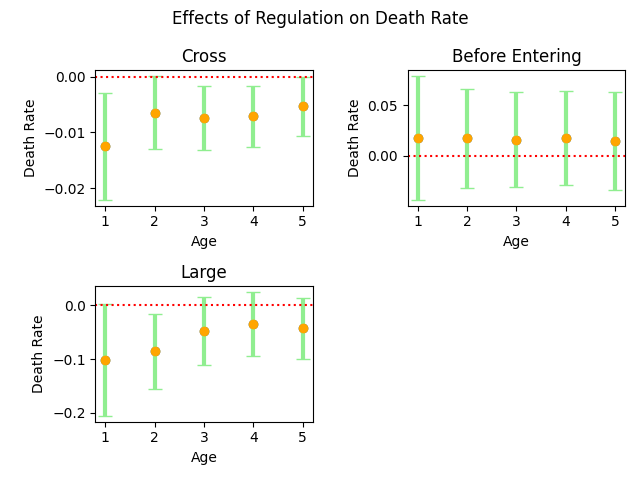 Effects of Regulation on Death Rate
Cross
Death Rate
0.00
−0.01
−0.02
1 2 3 4 5
Age
Before Entering
Death Rate
0.05
0.00
1 2 3 4 5
Age
Large
Death Rate
0.0
−0.1
−0.2
1 2 3 4 5
Age